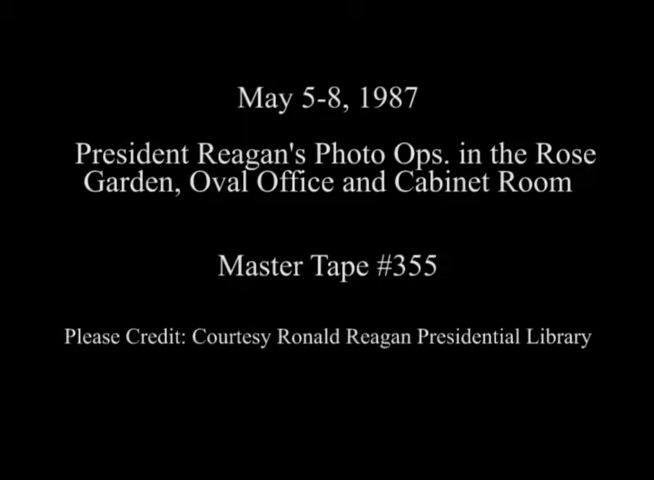 May 5-8, 1987
President Reagan's Photo Ops. in the Rose
Garden, Oval Office and Cabinet Room
Master Tape #355
Please Credit: Courtesy Ronald Reagan Presidential Library